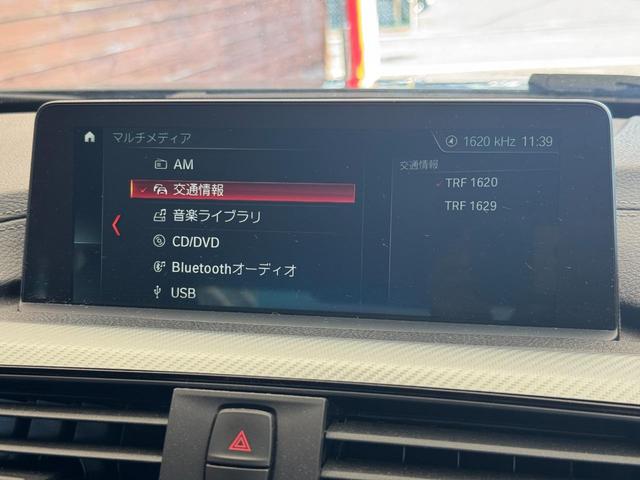 マルチメディア
1620 kHz 11:39
AM
交通情報
音楽ライブラリ
CD/DVD
Bluetoothオーディオ
USB
交通情報
TRF 1620
TRF 1629